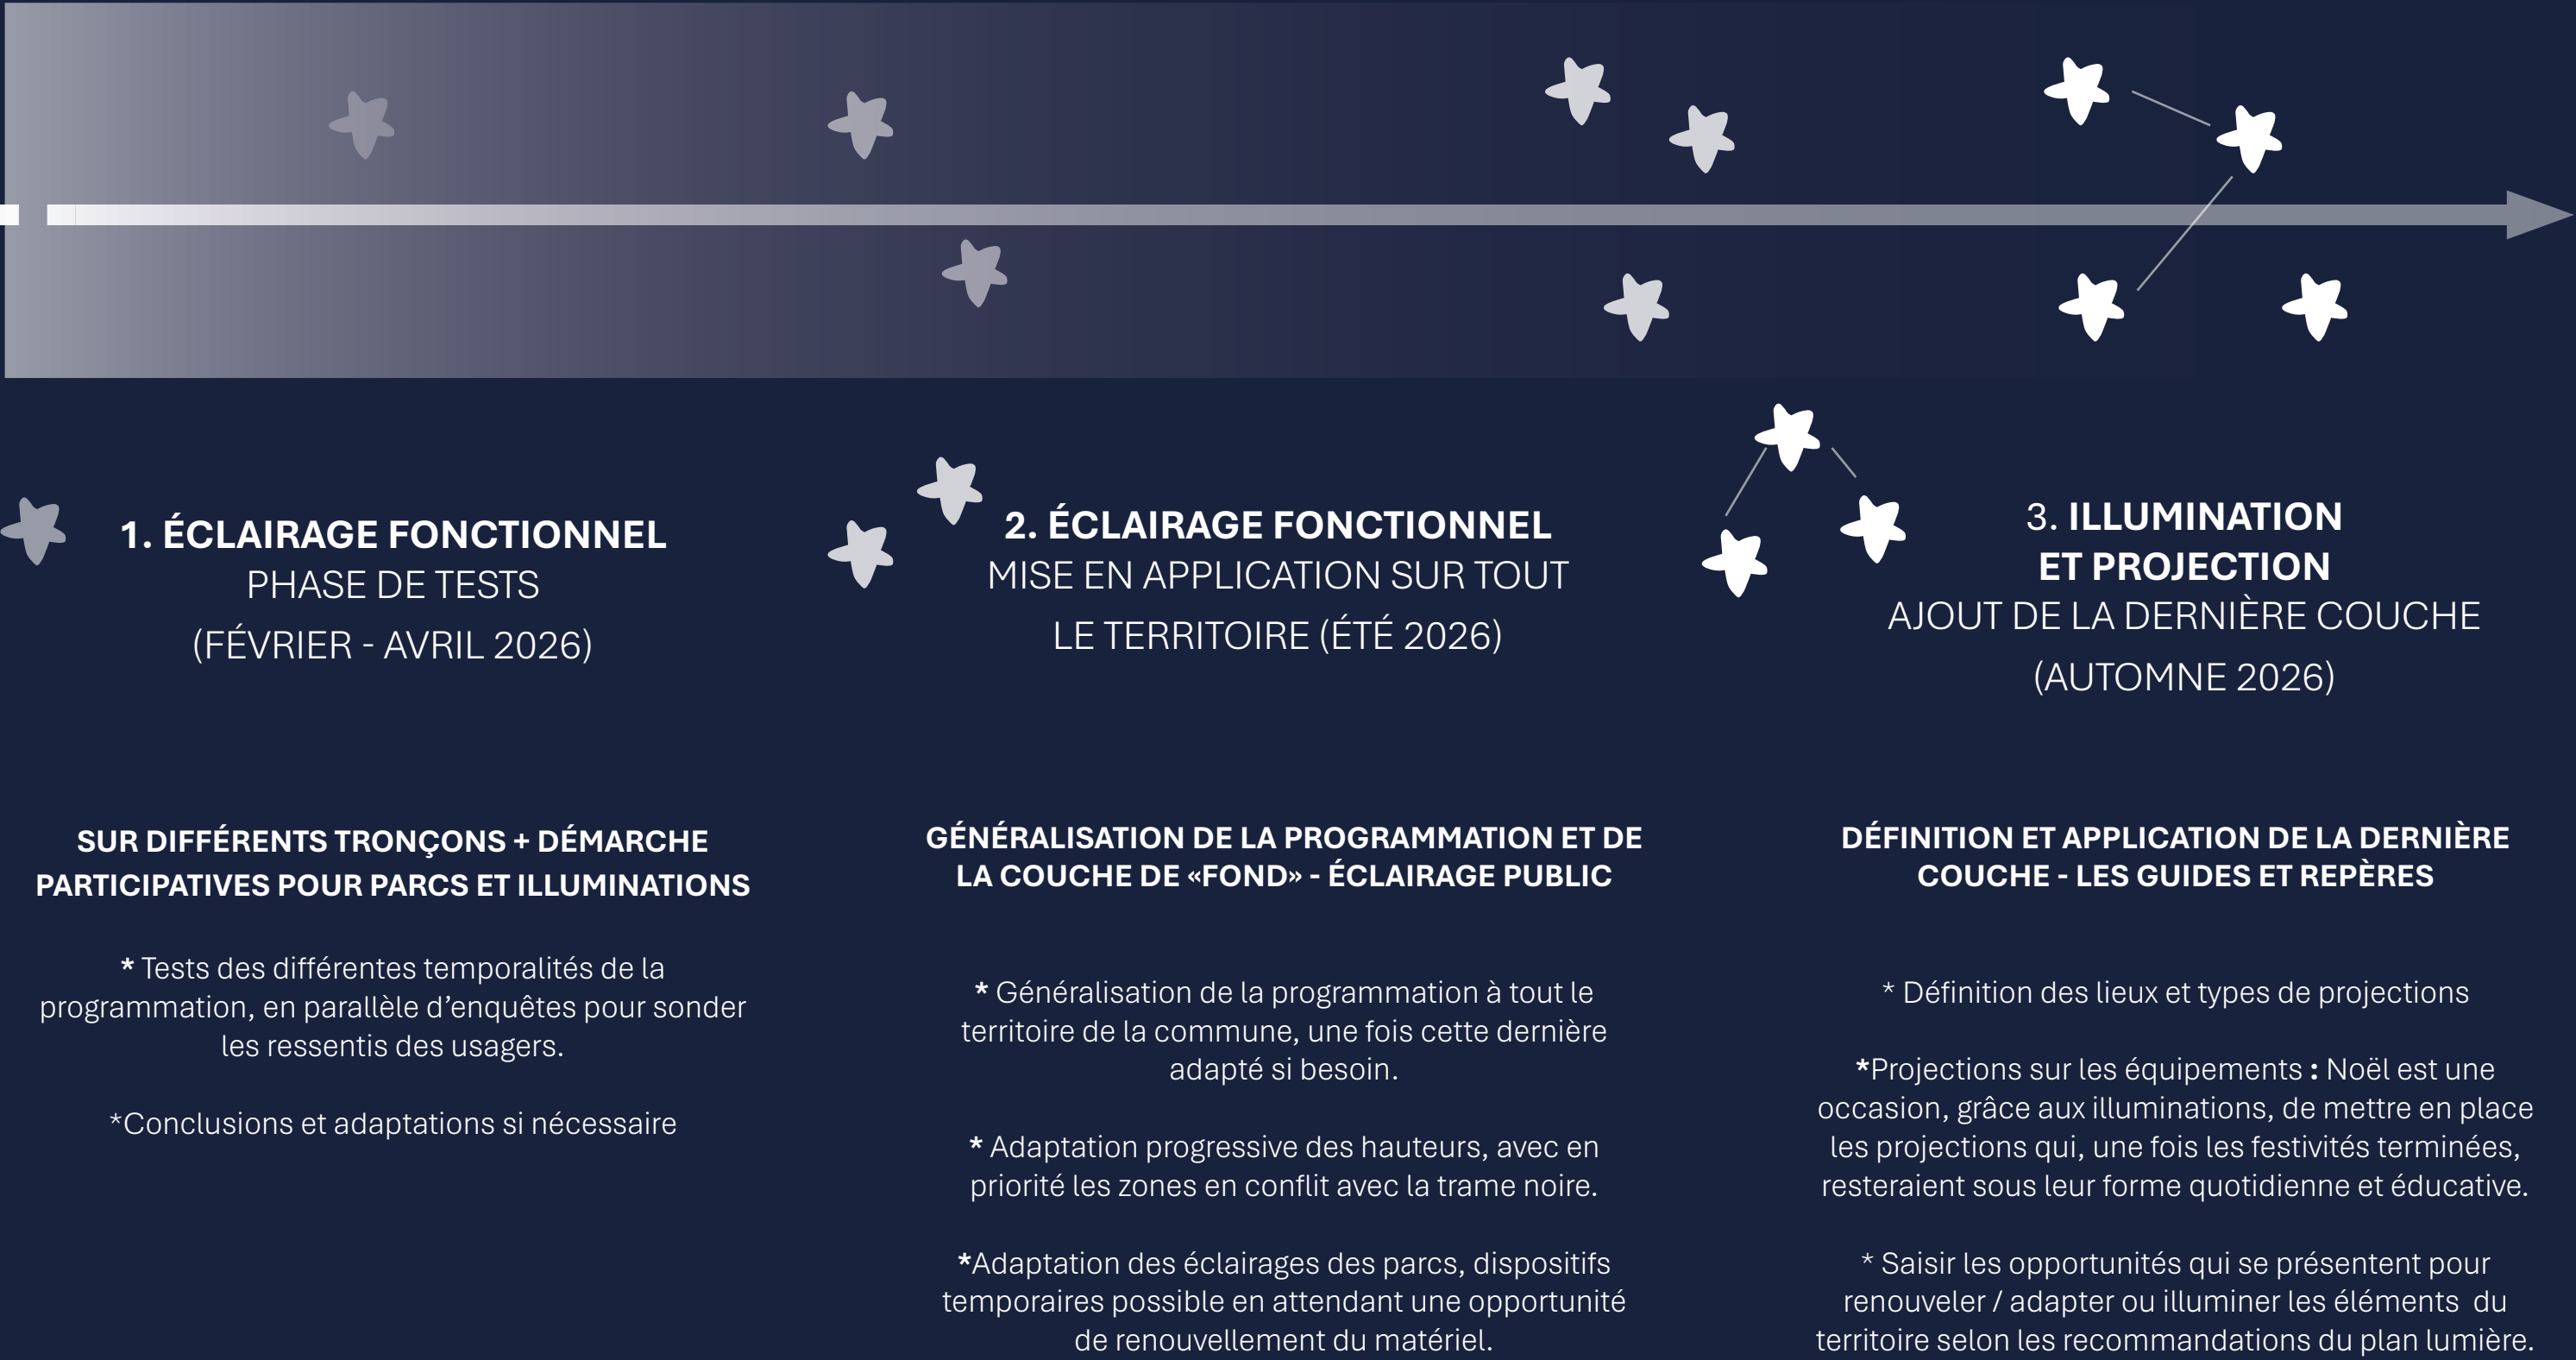 1. ÉCLAIRAGE FONCTIONNEL
PHASE DE TESTS
(FÉVRIER - AVRIL 2026)
SUR DIFFÉRENTS TRONÇONS + DÉMARCHE
PARTICIPATIVES POUR PARCS ET ILLUMINATIONS
* Tests des différentes temporalités de la
programmation, en parallèle d’enquêtes pour sonder
les ressentis des usagers.
*Conclusions et adaptations si nécessaire
2. ÉCLAIRAGE FONCTIONNEL
MISE EN APPLICATION SUR TOUT
LE TERRITOIRE (ÉTÉ 2026)
GÉNÉRALISATION DE LA PROGRAMMATION ET DE
LA COUCHE DE «FOND» - ÉCLAIRAGE PUBLIC
* Généralisation de la programmation à tout le
territoire de la commune, une fois cette dernière
adapté si besoin.
* Adaptation progressive des hauteurs, avec en
priorité les zones en conflit avec la trame noire.
*Adaptation des éclairages des parcs, dispositifs
temporaires possible en attendant une opportunité
de renouvellement du matériel.
3. ILLUMINATION
ET PROJECTION
AJOUT DE LA DERNIÈRE COUCHE
(AUTOMNE 2026)
DÉFINITION ET APPLICATION DE LA DERNIÈRE
COUCHE - LES GUIDES ET REPÈRES
* Définition des lieux et types de projections
*Projections sur les équipements : Noël est une
occasion, grâce aux illuminations, de mettre en place
les projections qui, une fois les festivités terminées,
resteraient sous leur forme quotidienne et éducative.
* Saisir les opportunités qui se présentent pour
renouveler / adapter ou illuminer les éléments  du
territoire selon les recommandations du plan lumière.